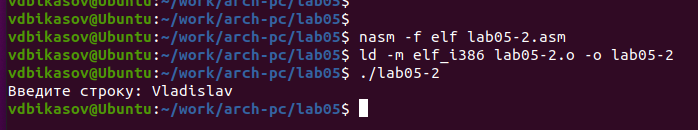 vdbikasov@Ubuntu:~/work/arch-pc/lab05$
vdbikasov@Ubuntu:~/work/arch-pc/lab05$
vdbikasov@Ubuntu:~/work/arch-pc/lab05$ nasm -f elf lab05-2.asm
vdbikasov@Ubuntu:~/work/arch-pc/lab05$ ld -m elf_i386 lab05-2.o -o lab05-2
vdbikasov@Ubuntu:~/work/arch-pc/lab05$ ./lab05-2
Введите строку: Vladislav
vdbikasov@Ubuntu:~/work/arch-pc/lab05$